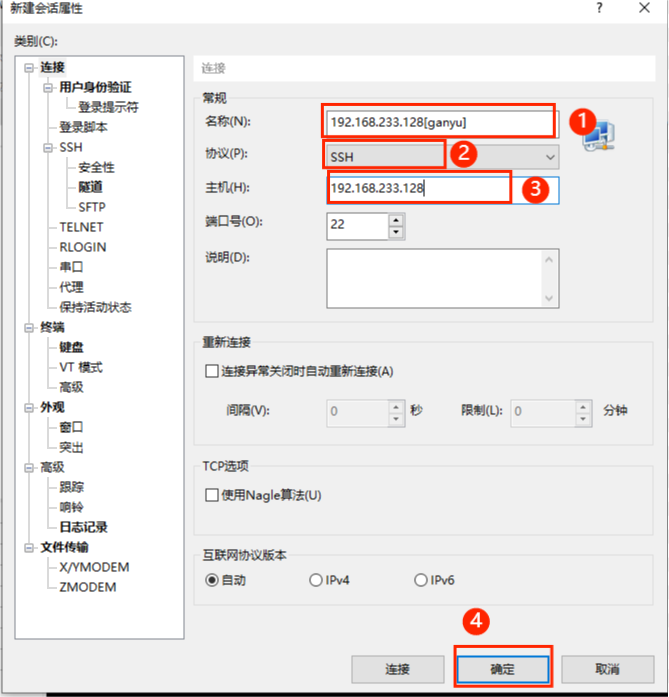 新建会话属性
?
×
类别(C):
连接
用户身份验证
登录提示符
登录脚本
SSH
安全性
隧道
SFTP
TELNET
RLOGIN
串口
代理
保持活动状态
终端
键盘
VT 模式
高级
外观
窗口
突出
高级
跟踪
响铃
日志记录
文件传输
X/YMODEM
ZMODEM
连接
常规
名称(N):
192.168.233.128[ganyu]
1
协议(P):
SSH
2
主机(H):
192.168.233.128
3
端口号(O):
22
说明(D):
重新连接
连接异常关闭时自动重新连接(A)
间隔(V):
0
秒
限制(L):
0
分钟
TCP选项
使用Nagle算法(U)
互联网协议版本
自动
IPv4
IPv6
4
连接
确定
取消